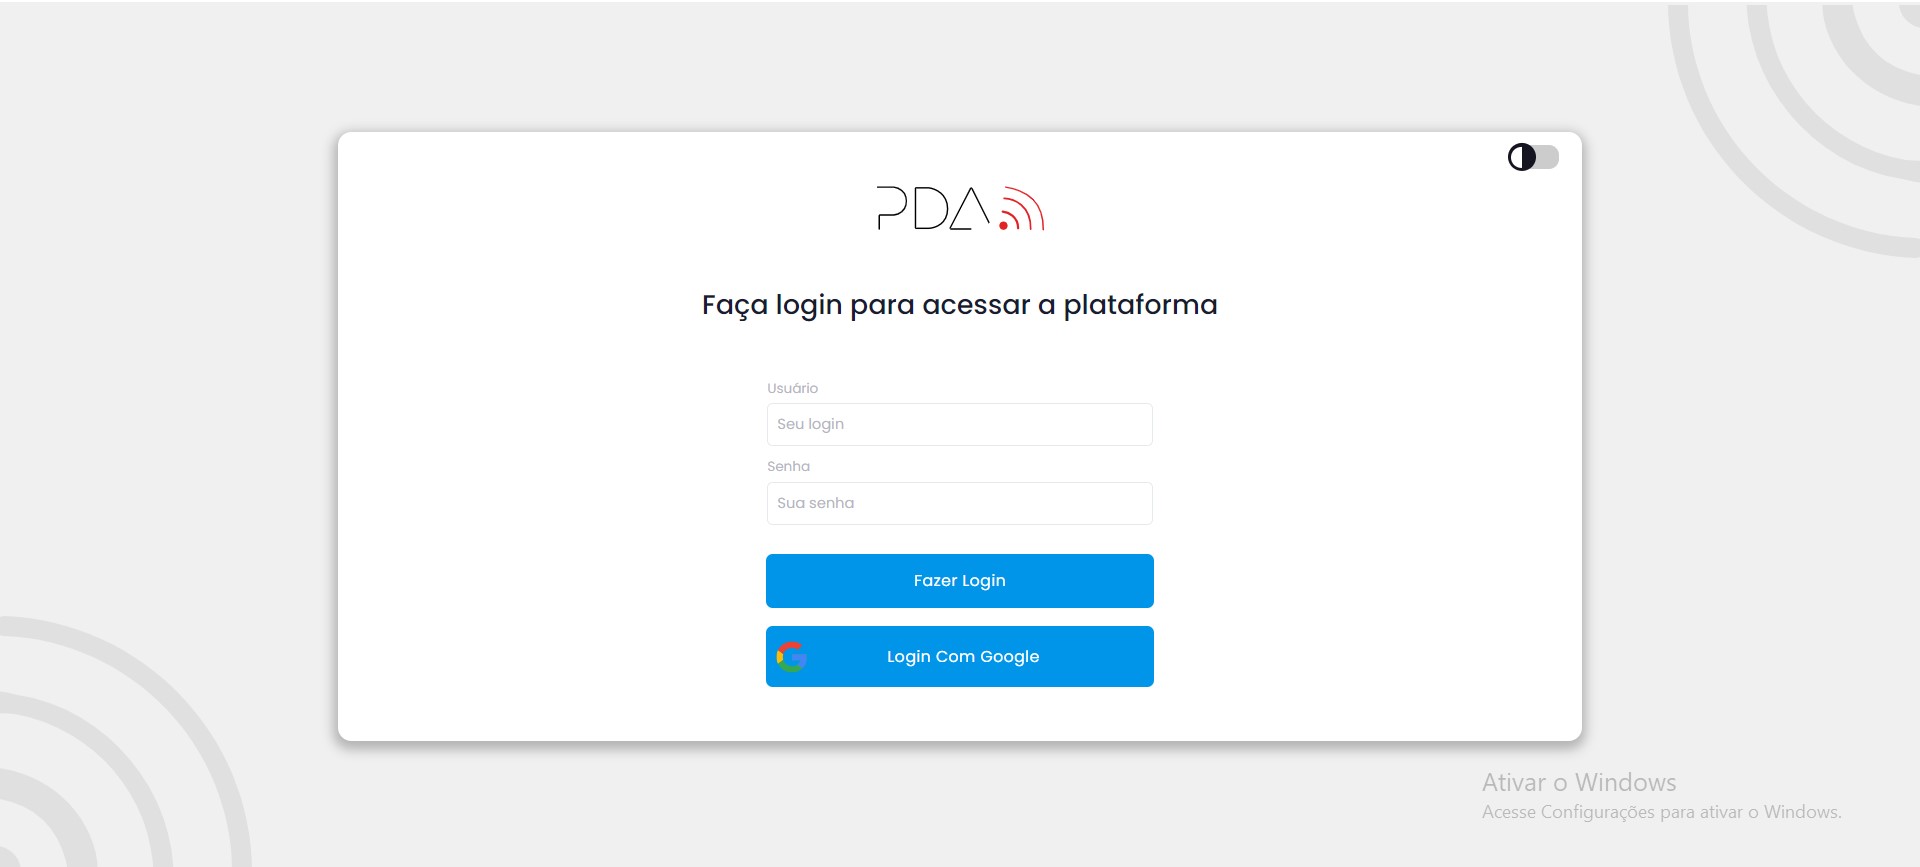 PDA
Faça login para acessar a plataforma
Usuário
Seu login
Senha
Sua senha
Fazer Login
Login Com Google
Ativar o Windows
Acesse Configurações para ativar o Windows.